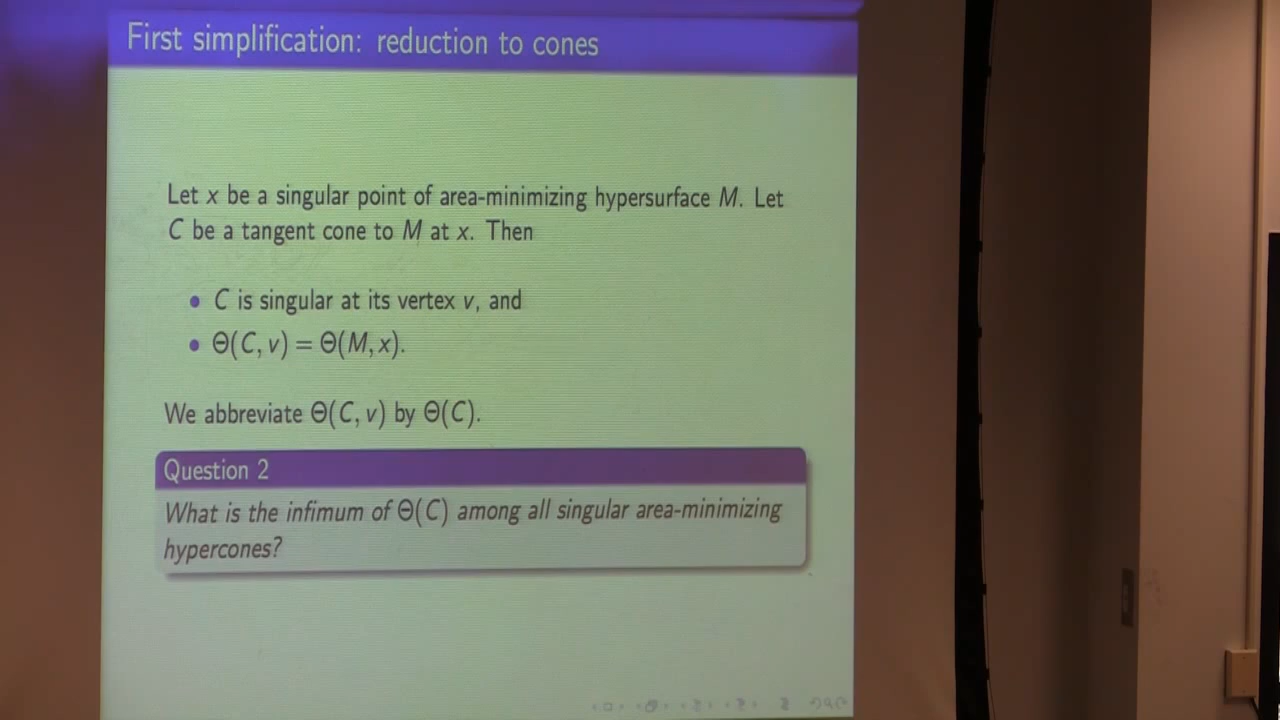 First simplification: reduction to cones
Let x be a singular point of area-minimizing hypersurface M. Let
C be a tangent cone to M at x. Then
• C is singular at its vertex v, and
• Θ(C, v) = Θ(M, x).
We abbreviate Θ(C, v) by Θ(C).
Question 2
What is the infimum of Θ(C) among all singular area-minimizing
hypercones?